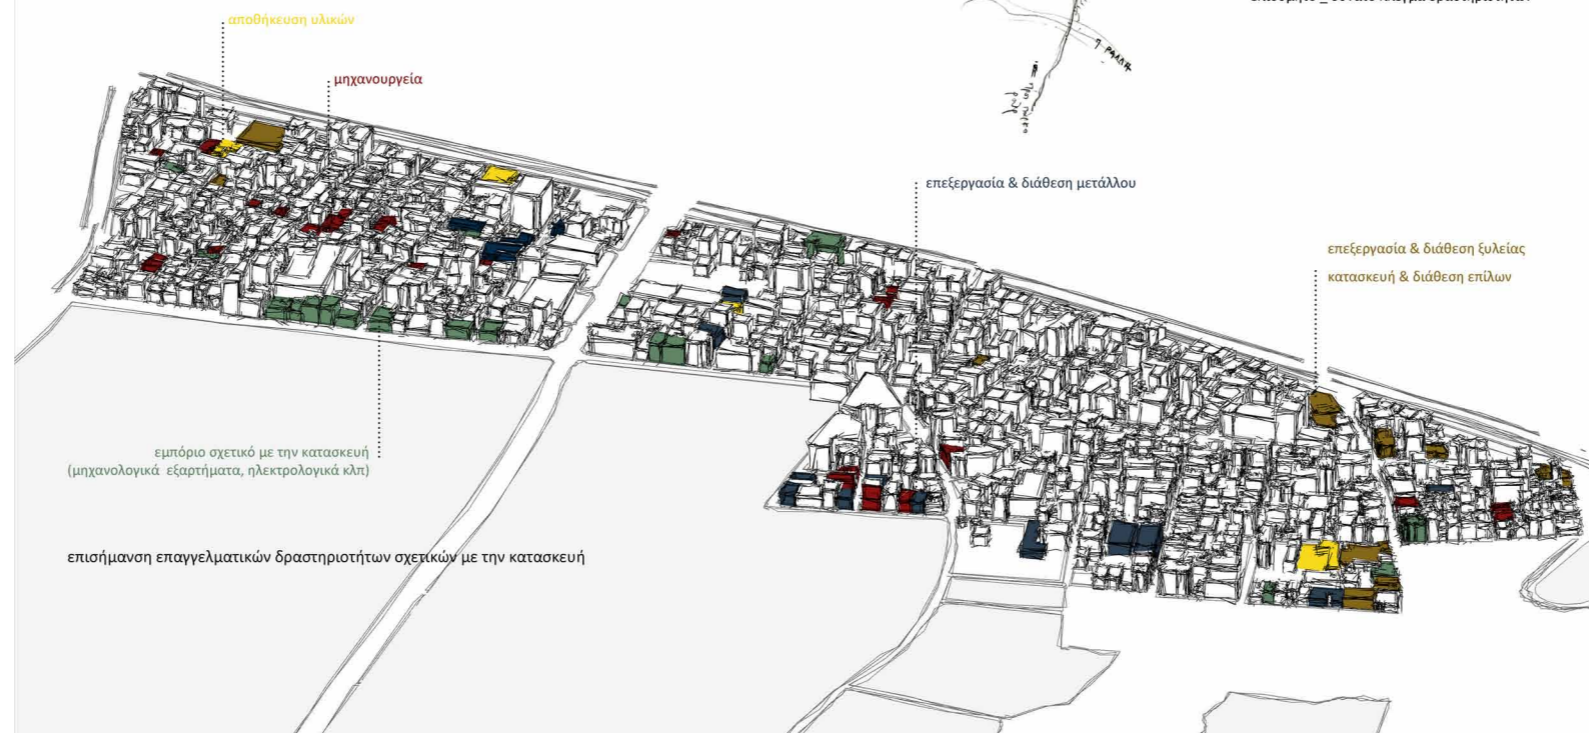 αποθήκευση υλικών
μηχανουργεία
επεξεργασία & διάθεση μετάλλου
επεξεργασία & διάθεση ξυλείας
κατασκευή & διάθεση επίλων
εμπόριο σχετικό με την κατασκευή
(μηχανολογικά εξαρτήματα, ηλεκτρολογικά κλπ)
επισήμανση επαγγελματικών δραστηριοτήτων σχετικών με την κατασκευή